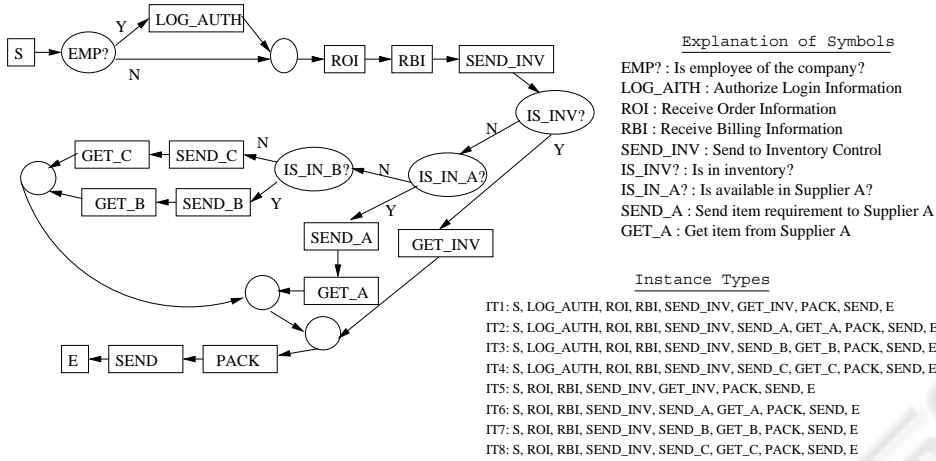 S
EMP?
Y
N
LOG_AUTH
ROI
RBI
SEND_INV
IS_INV?
N
Y
IS_IN_A?
N
Y
IS_IN_B?
N
Y
SEND_C
GET_C
SEND_B
GET_B
SEND_A
GET_A
GET_INV
PACK
SEND
E
Explanation of Symbols
EMP? : Is employee of the company?
LOG_AITH : Authorize Login Information
ROI : Receive Order Information
RBI : Receive Billing Information
SEND_INV : Send to Inventory Control
IS_INV? : Is in inventory?
IS_IN_A? : Is available in Supplier A?
SEND_A : Send item requirement to Supplier A
GET_A : Get item from Supplier A
Instance Types
IT1: S, LOG_AUTH, ROI, RBI, SEND_INV, GET_INV, PACK, SEND, E
IT2: S, LOG_AUTH, ROI, RBI, SEND_INV, SEND_A, GET_A, PACK, SEND, E
IT3: S, LOG_AUTH, ROI, RBI, SEND_INV, SEND_B, GET_B, PACK, SEND, E
IT4: S, LOG_AUTH, ROI, RBI, SEND_INV, SEND_C, GET_C, PACK, SEND, E
IT5: S, ROI, RBI, SEND_INV, GET_INV, PACK, SEND, E
IT6: S, ROI, RBI, SEND_INV, SEND_A, GET_A, PACK, SEND, E
IT7: S, ROI, RBI, SEND_INV, SEND_B, GET_B, PACK, SEND, E
IT8: S, ROI, RBI, SEND_INV, SEND_C, GET_C, PACK, SEND, E